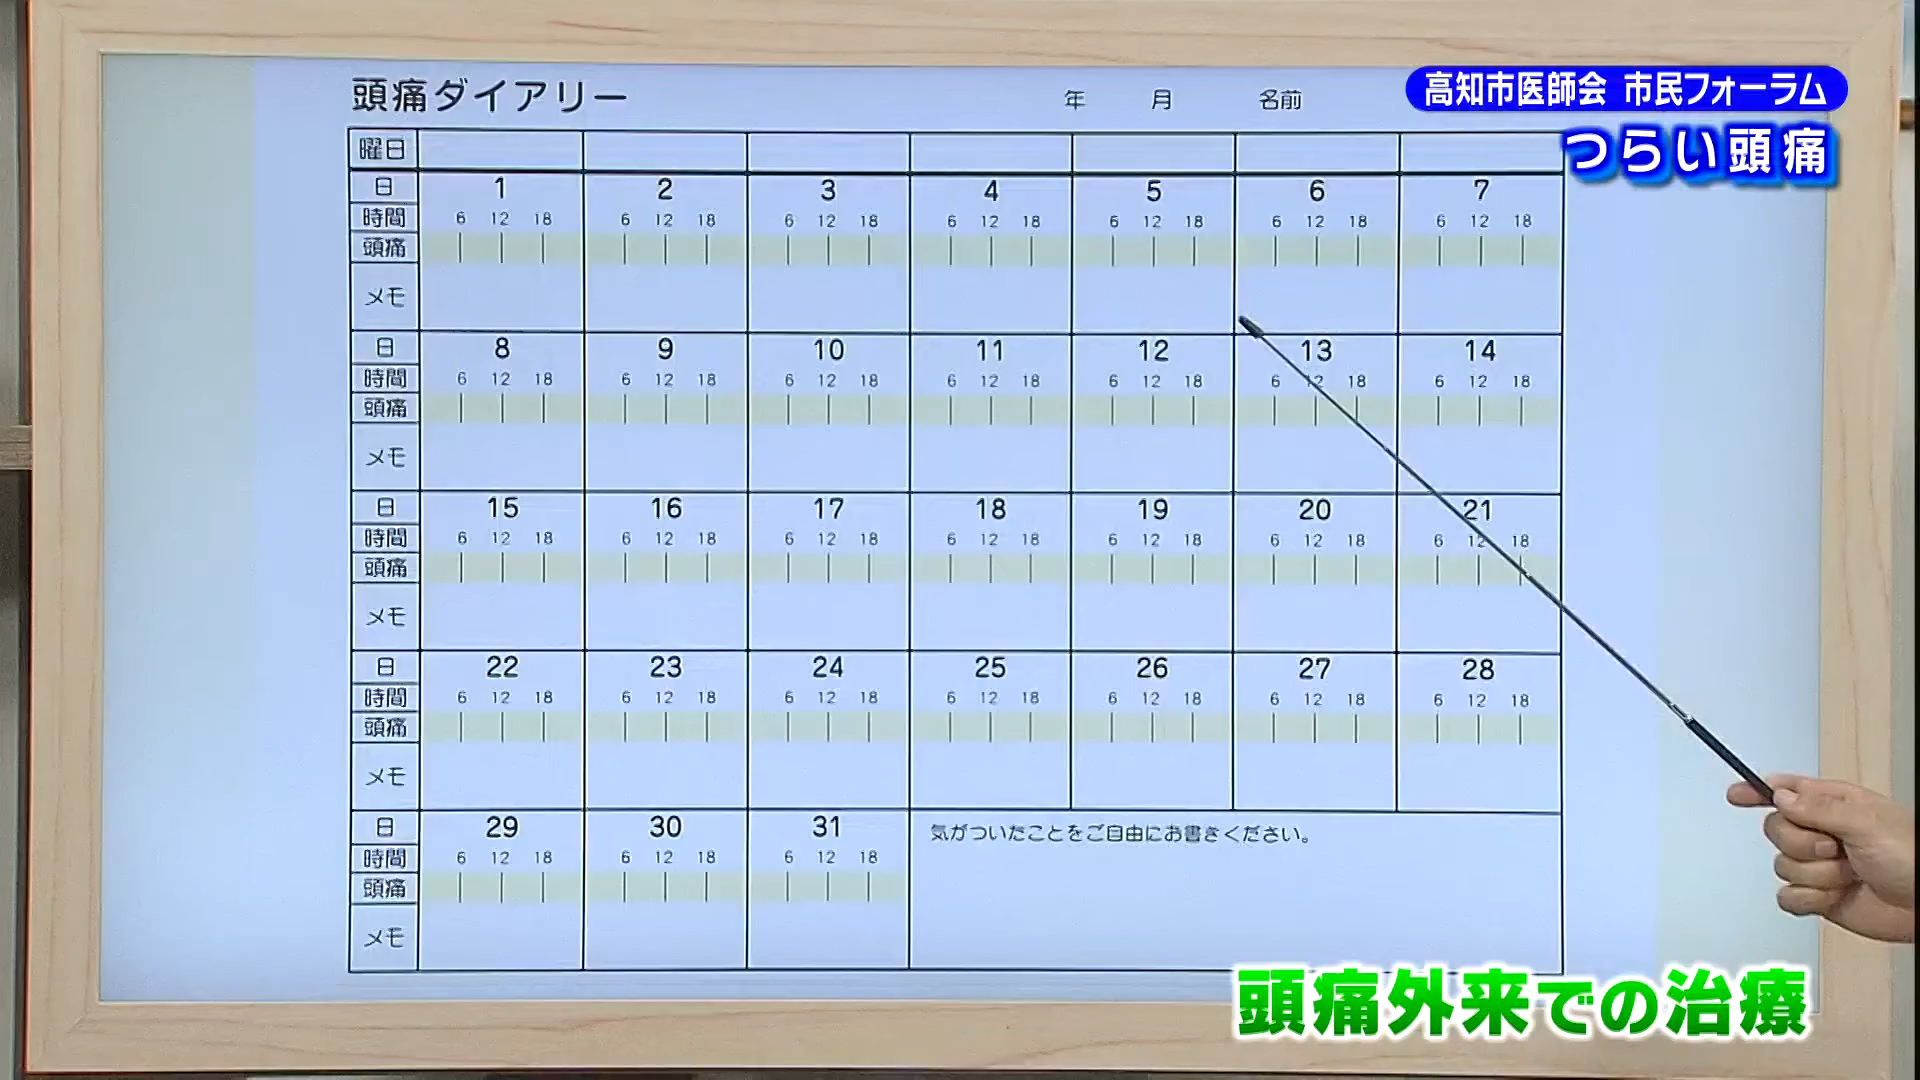 頭痛ダイアリー 年 月 名前
高知市医師会 市民フォーラム
つらい頭痛
曜日
日 1 2 3 4 5 6 7
時間 6 12 18 6 12 18 6 12 18 6 12 18 6 12 18 6 12 18 6 12 18
頭痛
メモ
日 8 9 10 11 12 13 14
時間 6 12 18 6 12 18 6 12 18 6 12 18 6 12 18 6 12 18 6 12 18
頭痛
メモ
日 15 16 17 18 19 20 21
時間 6 12 18 6 12 18 6 12 18 6 12 18 6 12 18 6 12 18 6 12 18
頭痛
メモ
日 22 23 24 25 26 27 28
時間 6 12 18 6 12 18 6 12 18 6 12 18 6 12 18 6 12 18 6 12 18
頭痛
メモ
日 29 30 31 気がついたことをご自由にお書きください。
時間 6 12 18 6 12 18 6 12 18
頭痛
メモ
頭痛外来での治療